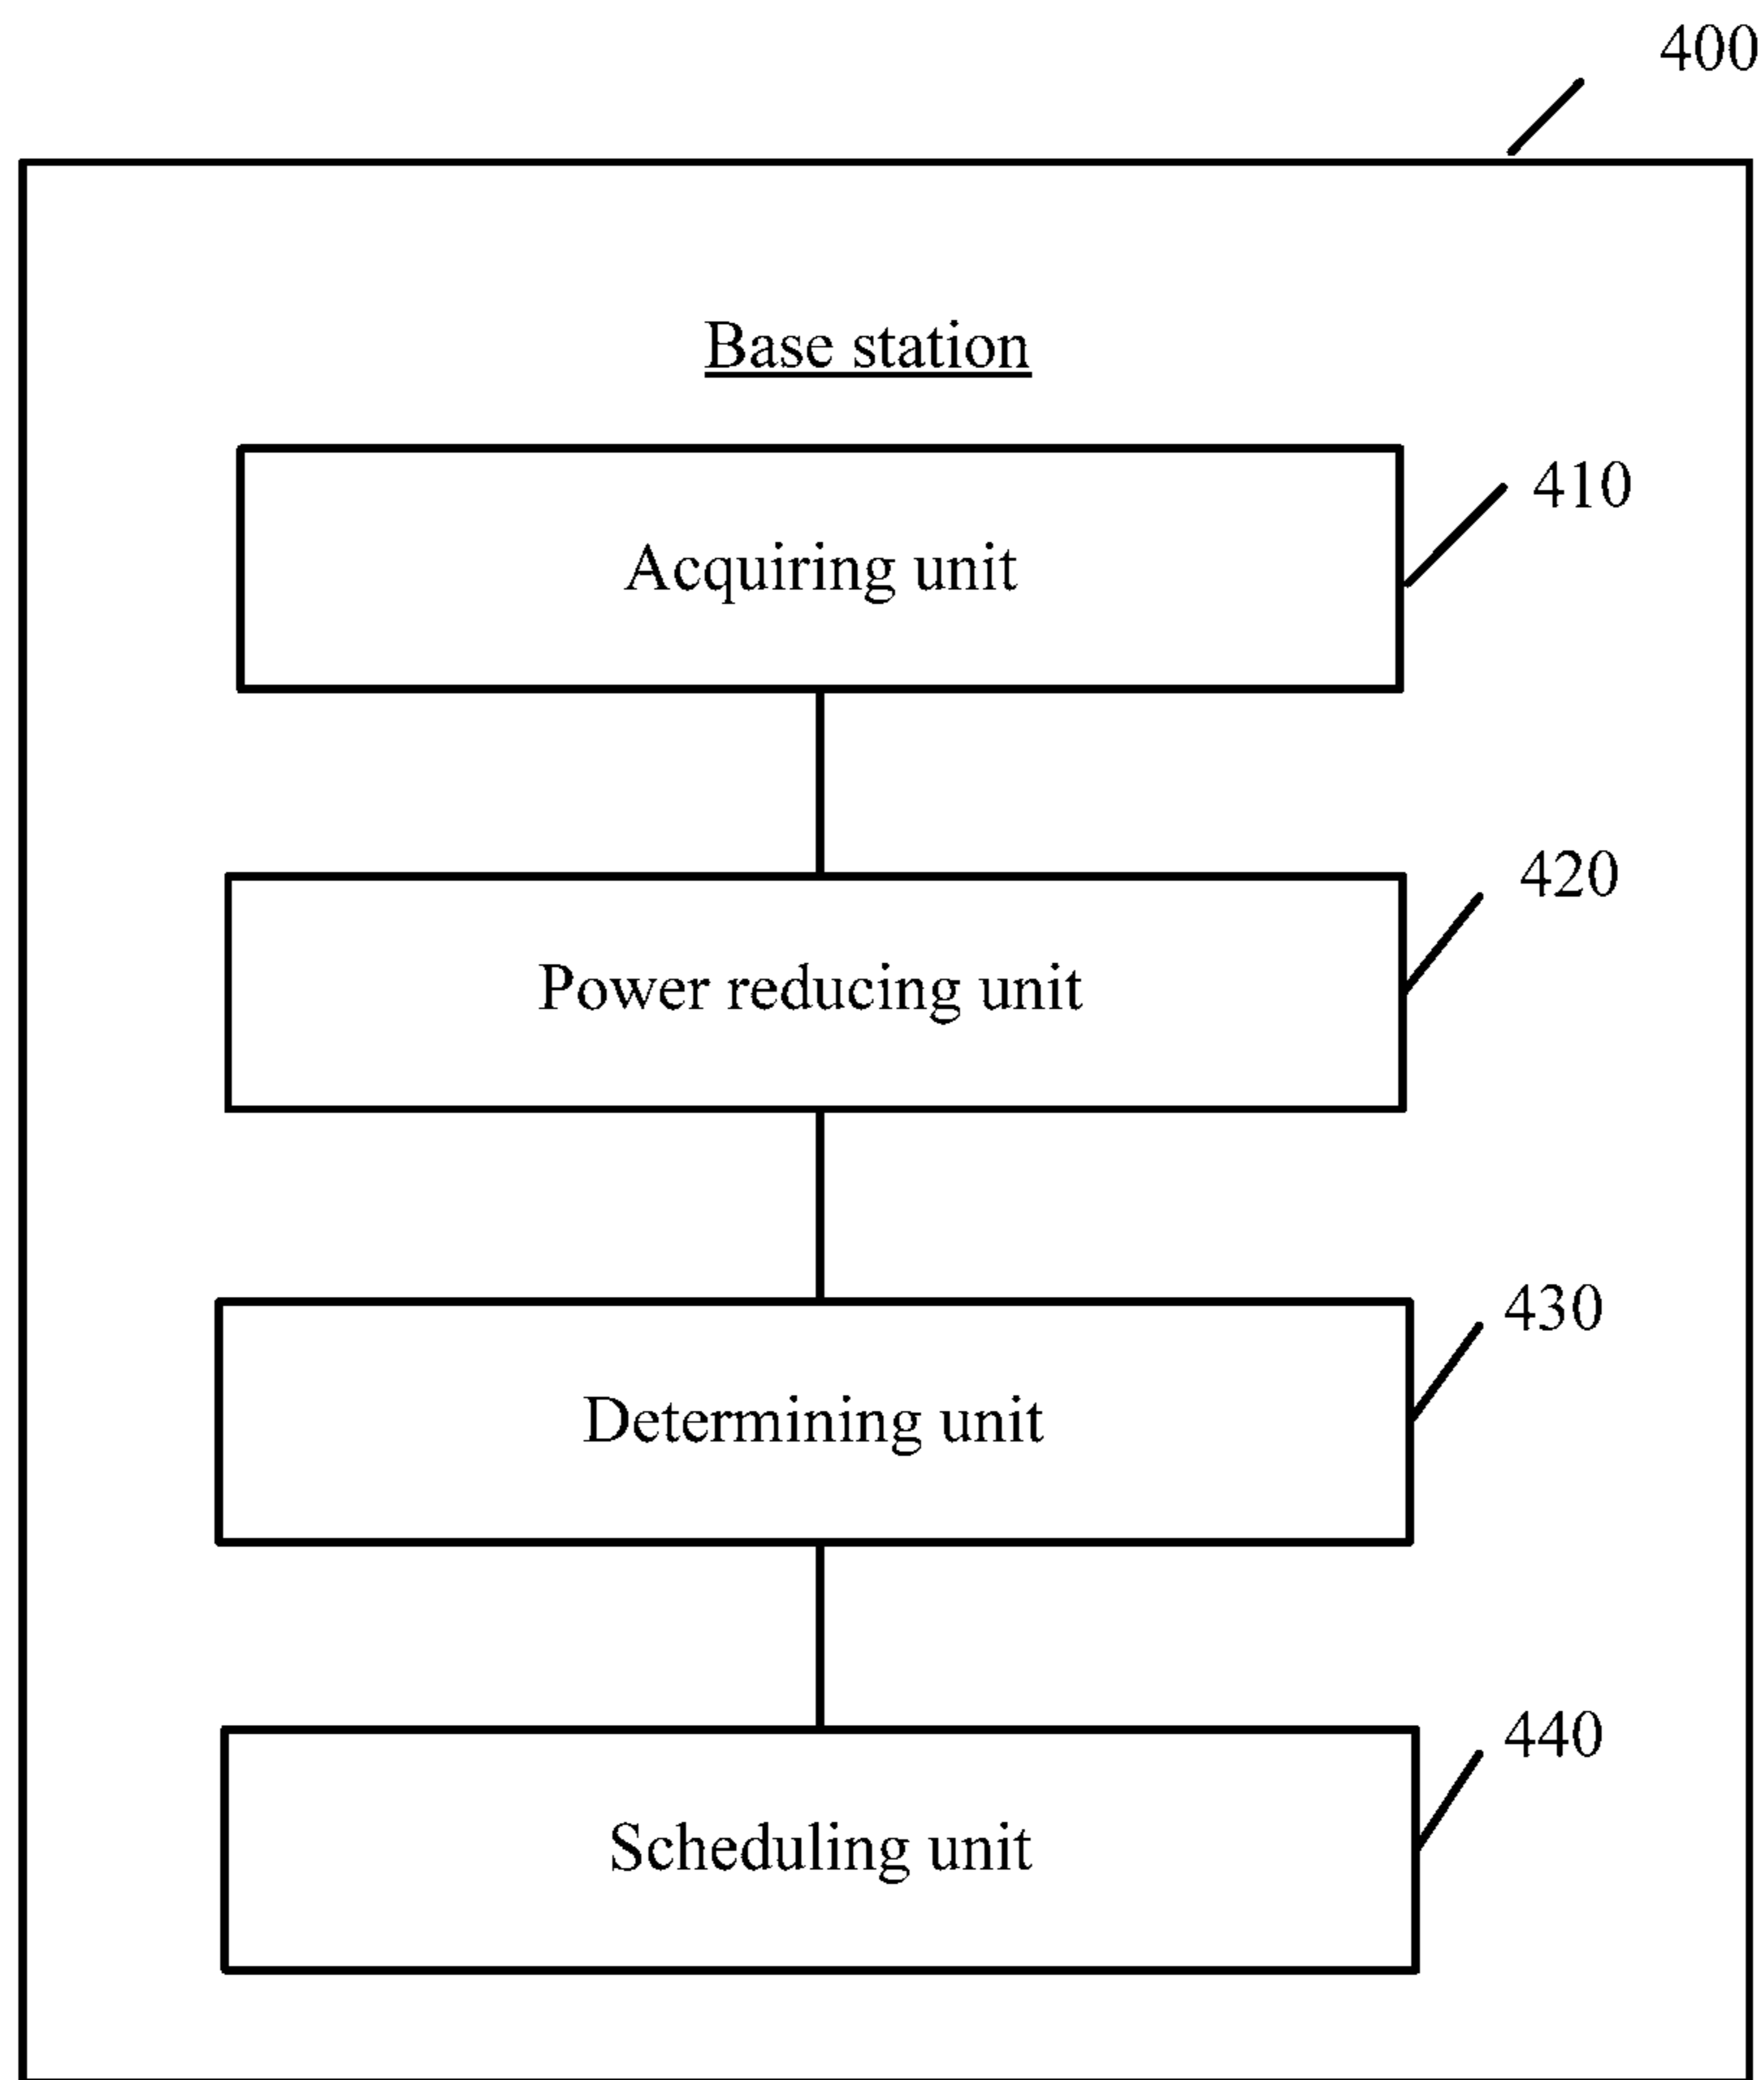 400
Base station
410
Acquiring unit
420
Power reducing unit
430
Determining unit
440
Scheduling unit